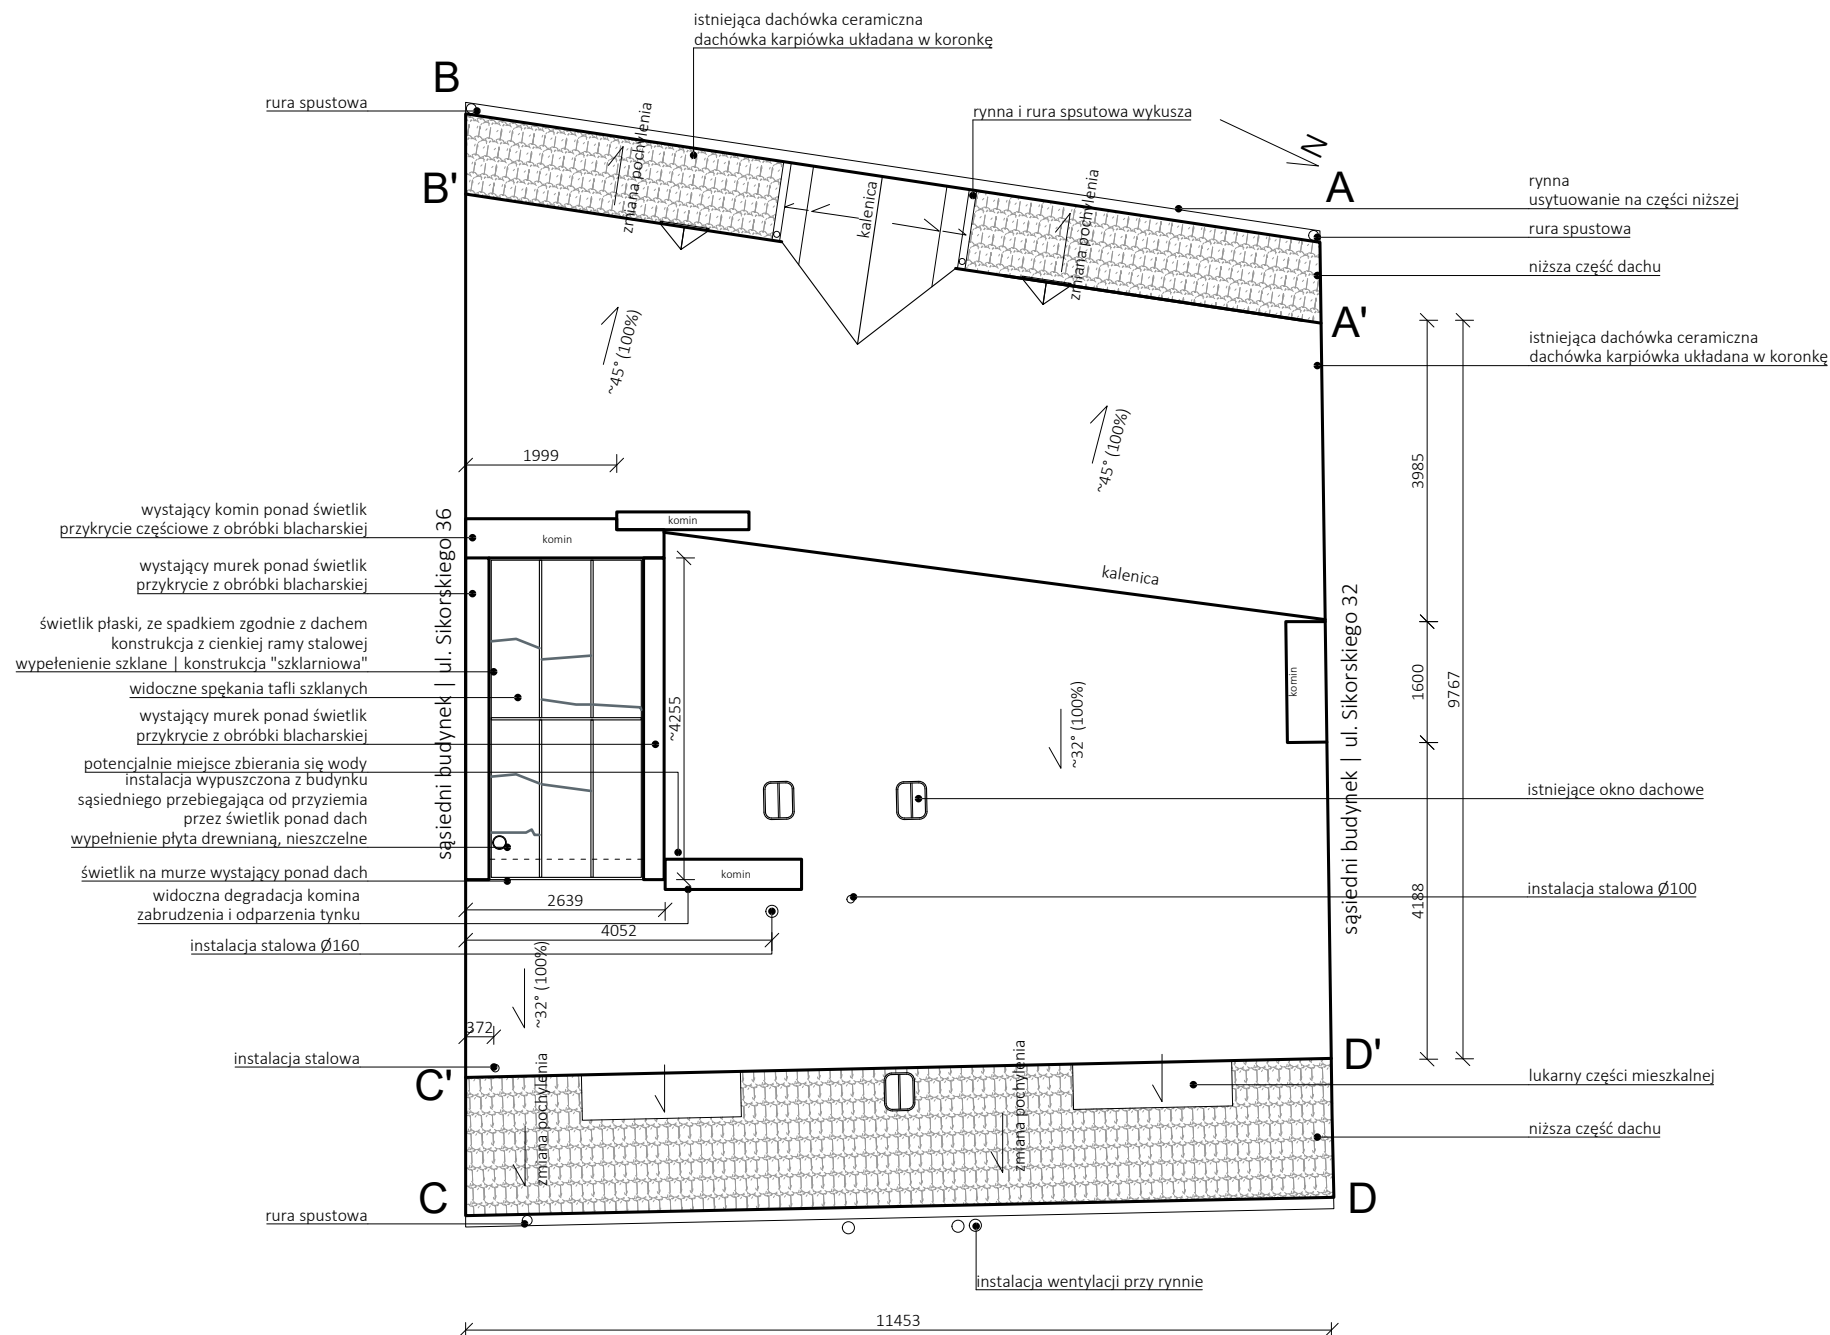 istniejąca dachówka ceramiczna
dachówka karpiówka układana w koronkę
B
rura spustowa
rynna i rura spsutowa wykusza
N
zmiana pochylenia
B'
kalenica
zmiana pochylenia
A
rynna
usytuowanie na części niższej
rura spustowa
niższa część dachu
A'
istniejąca dachówka ceramiczna
dachówka karpiówka układana w koronkę
~45° (100%)
~45° (100%)
1999
3985
wystający komin ponad świetlik
przykrycie częściowe z obróbki blacharskiej
komin
komin
wystający murek ponad świetlik
przykrycie z obróbki blacharskiej
kalenica
świetlik płaski, ze spadkiem zgodnie z dachem
konstrukcja z cienkiej ramy stalowej
wypełenienie szklane | konstrukcja "szklarniowa"
widoczne spękania tafli szklanych
wystający murek ponad świetlik
przykrycie z obróbki blacharskiej
sąsiedni budynek | ul. Sikorskiego 36
~4255
komin
1600
9767
sąsiedni budynek | ul. Sikorskiego 32
~32° (100%)
potencjalnie miejsce zbierania się wody
instalacja wypuszczona z budynku
sąsiedniego przebiegająca od przyziemia
przez świetlik ponad dach
wypełnienie płyta drewnianą, nieszczelne
istniejące okno dachowe
świetlik na murze wystający ponad dach
komin
widoczna degradacja komina
zabrudzenia i odparzenia tynku
2639
instalacja stalowa Ø100
4188
4052
instalacja stalowa Ø160
~32° (100%)
372
instalacja stalowa
C'
D'
zmiana pochylenia
zmiana pochylenia
lukarny części mieszkalnej
niższa część dachu
C
D
rura spustowa
instalacja wentylacji przy rynnie
11453